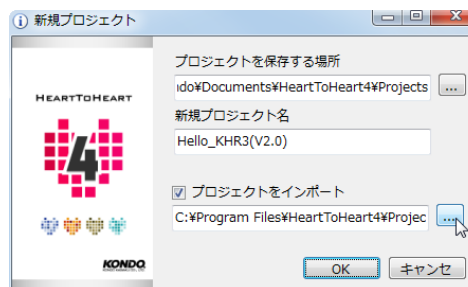 新規プロジェクト
プロジェクトを保存する場所
ıdo¥Documents¥HeartToHeart4¥Projects
...
新規プロジェクト名
Hello_KHR3(V2.0)
プロジェクトをインポート
C:¥Program Files¥HeartToHeart4¥Projec
...
HEARTTOHEART
4
KONDO
OK
キャンセ